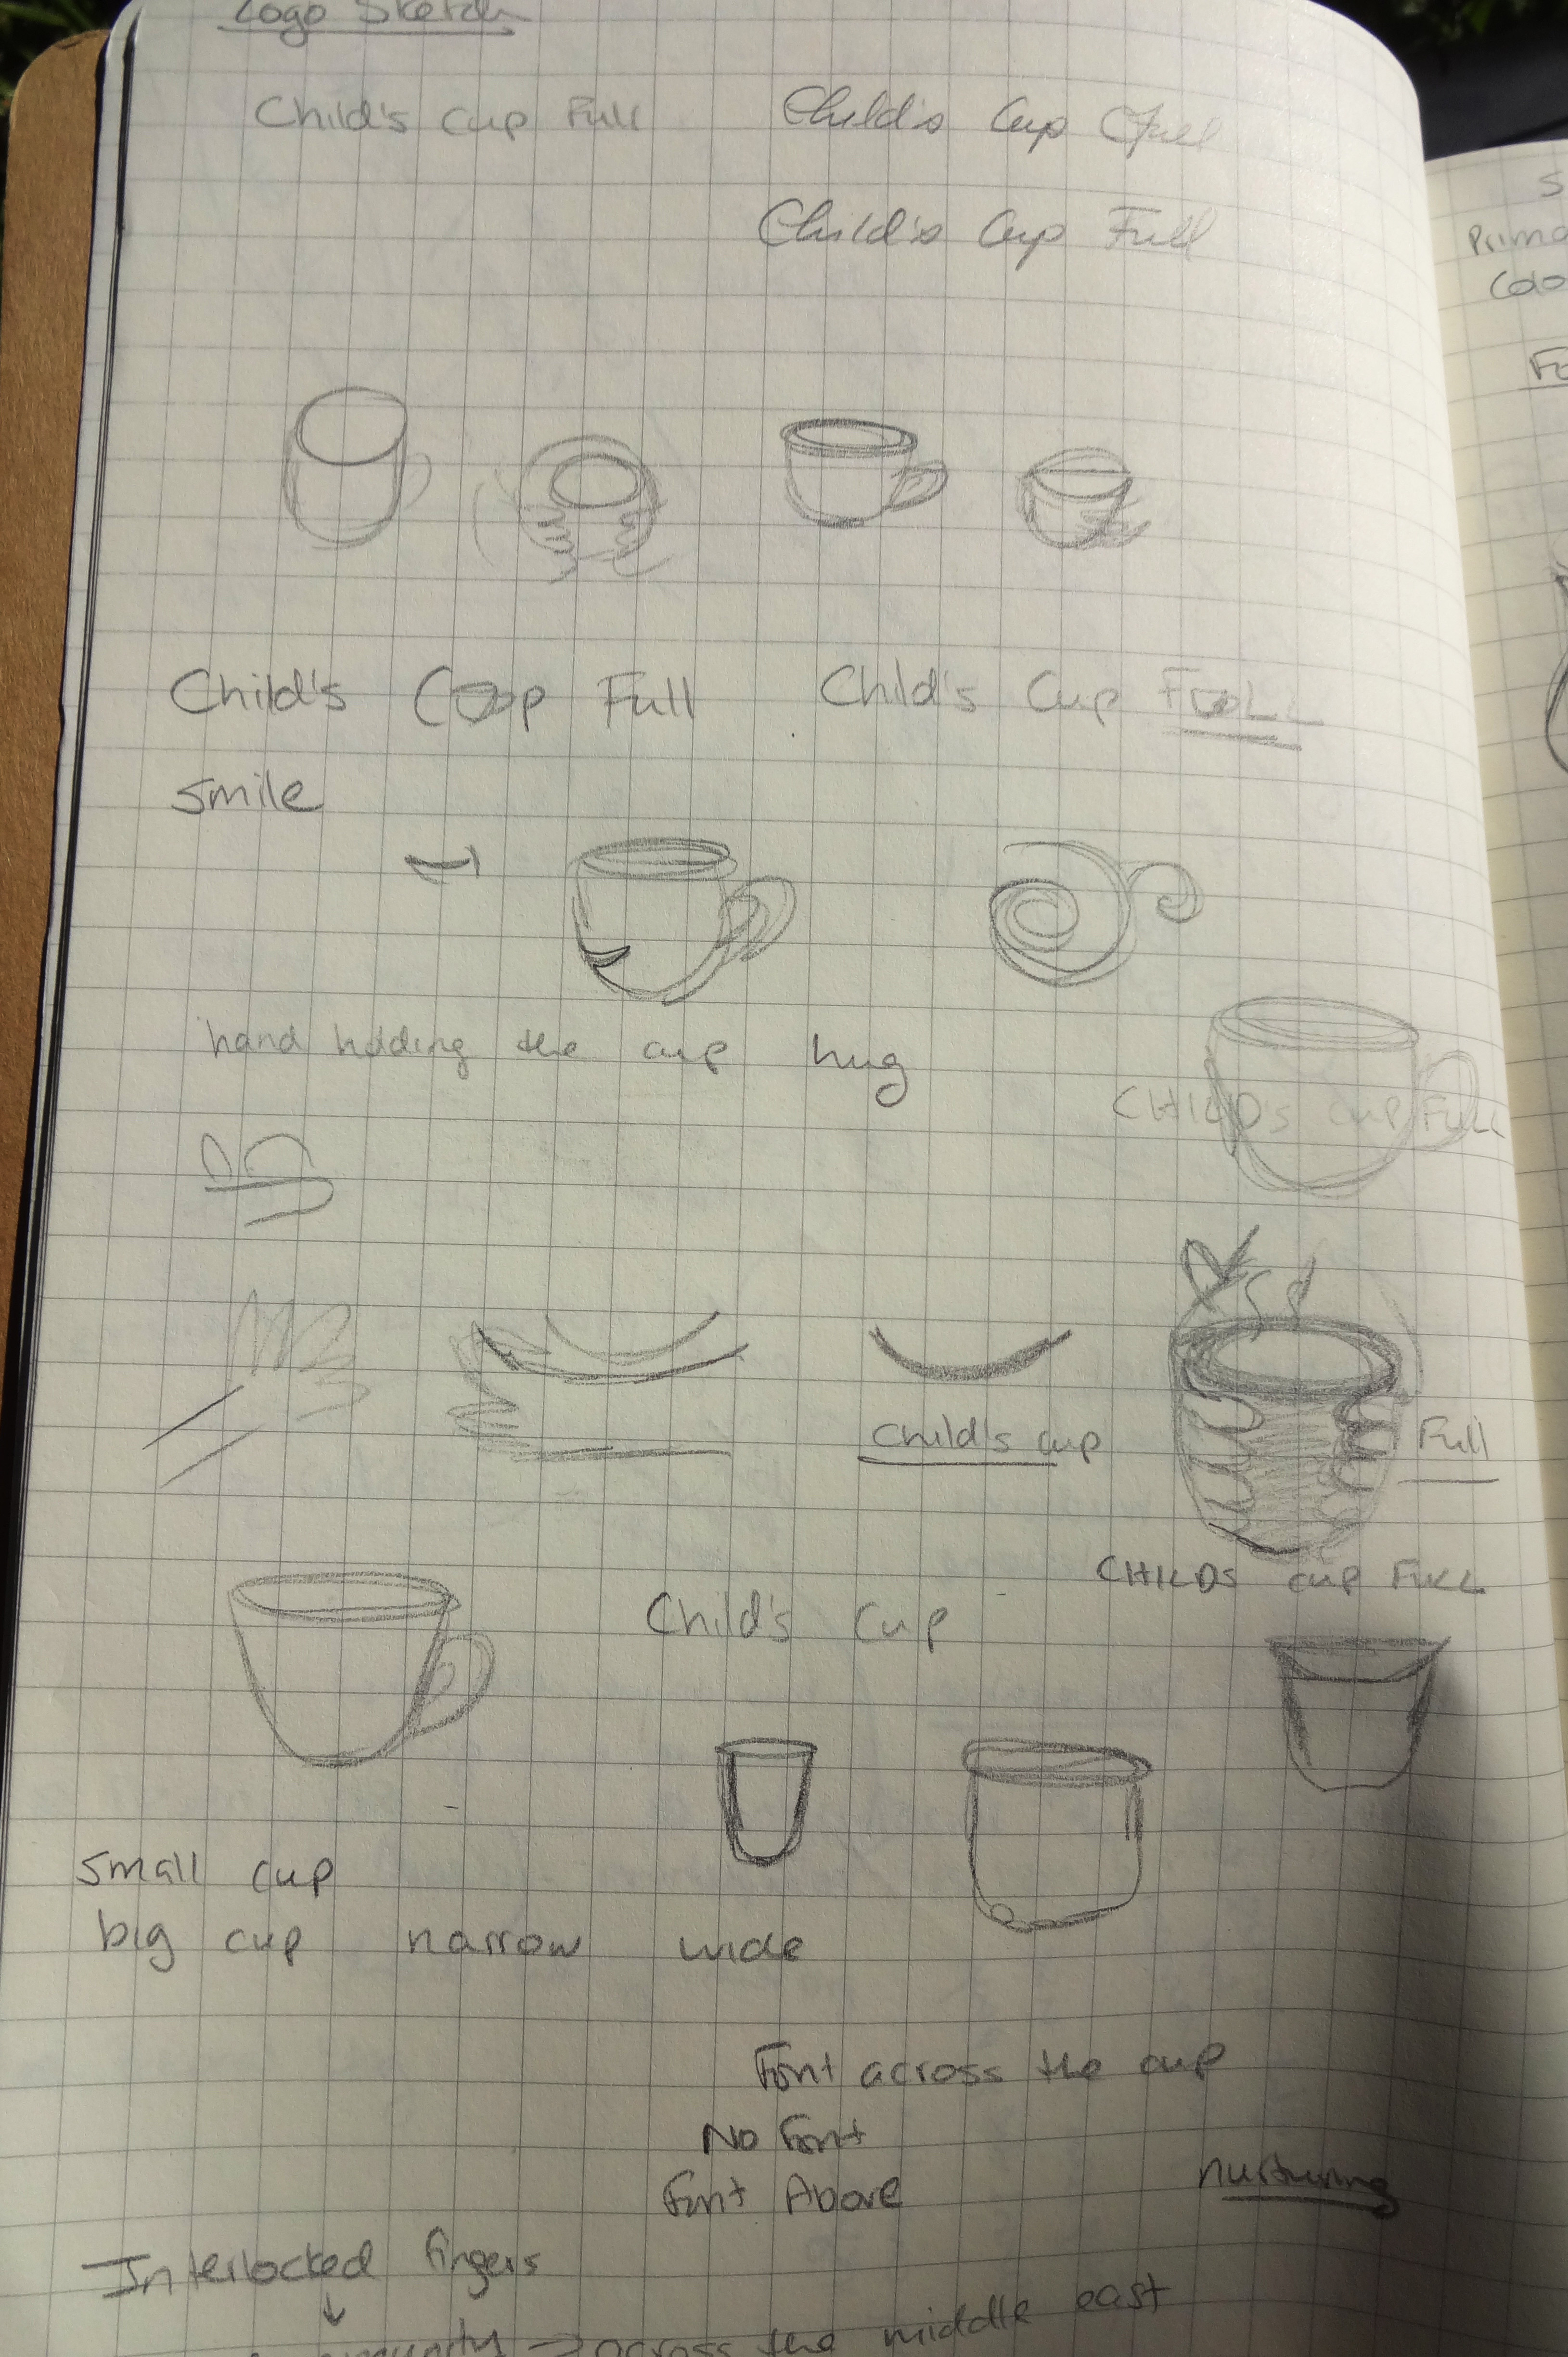 Logo Sketch
Child's Cup Full
Child's Cup Full
Child's Cup Full
Child's Cup Full
Child's Cup FULL
smile
hand holding the cup hug
CHILD's cup FULL
Child's cup
Full
CHILDS cup FULL
Child's Cup
small cup
big cup narrow wide
Font across the cup
No Font
Font Above
nurturing
Interlocked fingers
↓
→ across the middle east
S
Prima
Colo
Fo